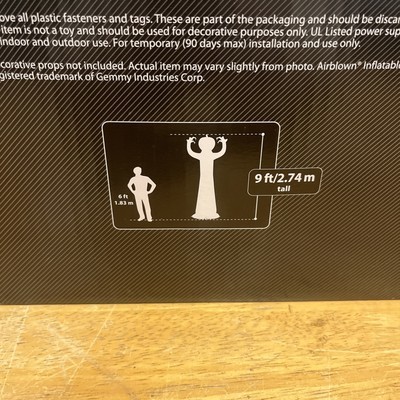 ove all plastic fasteners and tags. These are part of the packaging and should be discar
item is not a toy and should be used for decorative purposes only. UL Listed power sup
indoor and outdoor use. For temporary (90 days max) installation and use only.
corative props not included. Actual item may vary slightly from photo. Airblown® Inflatable
gistered trademark of Gemmy Industries Corp.
9 ft/2.74 m
tall
6 ft
1.83 m